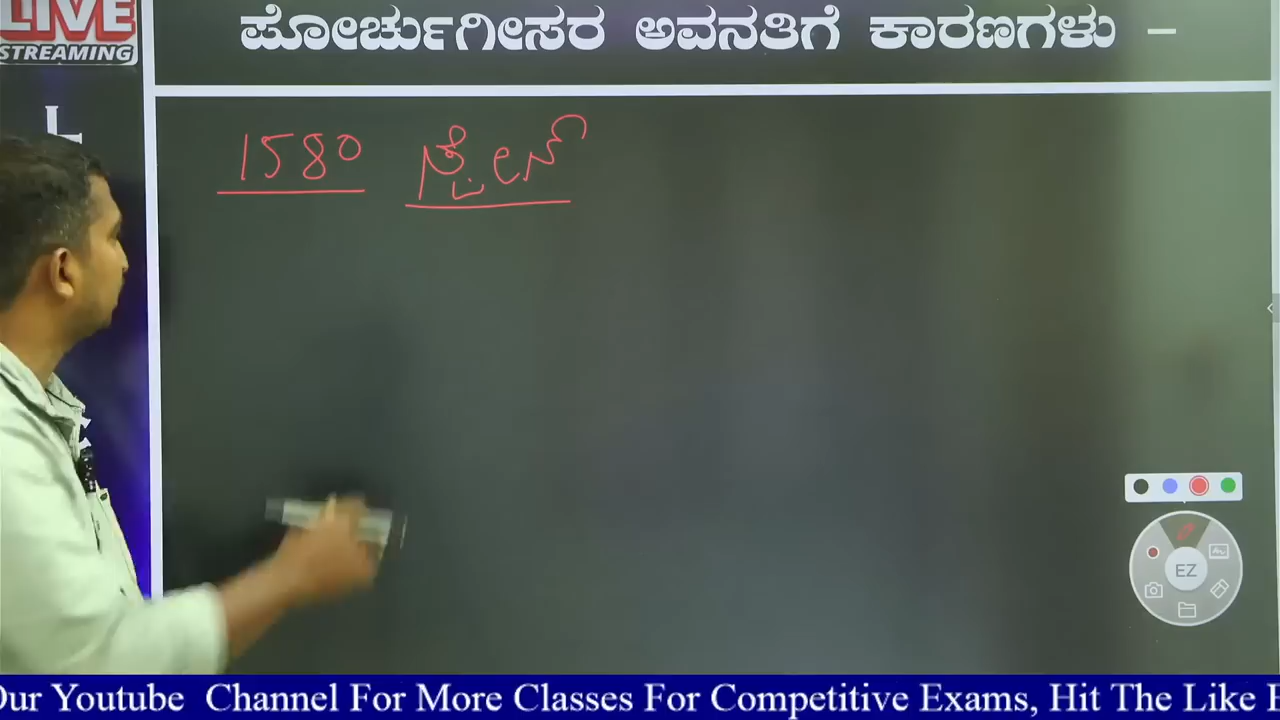 LIVE
STREAMING
ಪೋರ್ಚುಗೀಸರ ಅವನತಿಗೆ ಕಾರಣಗಳು –
L
1580 ಸ್ಪೇನ್
EZ
Our Youtube Channel For More Classes For Competitive Exams, Hit The Like